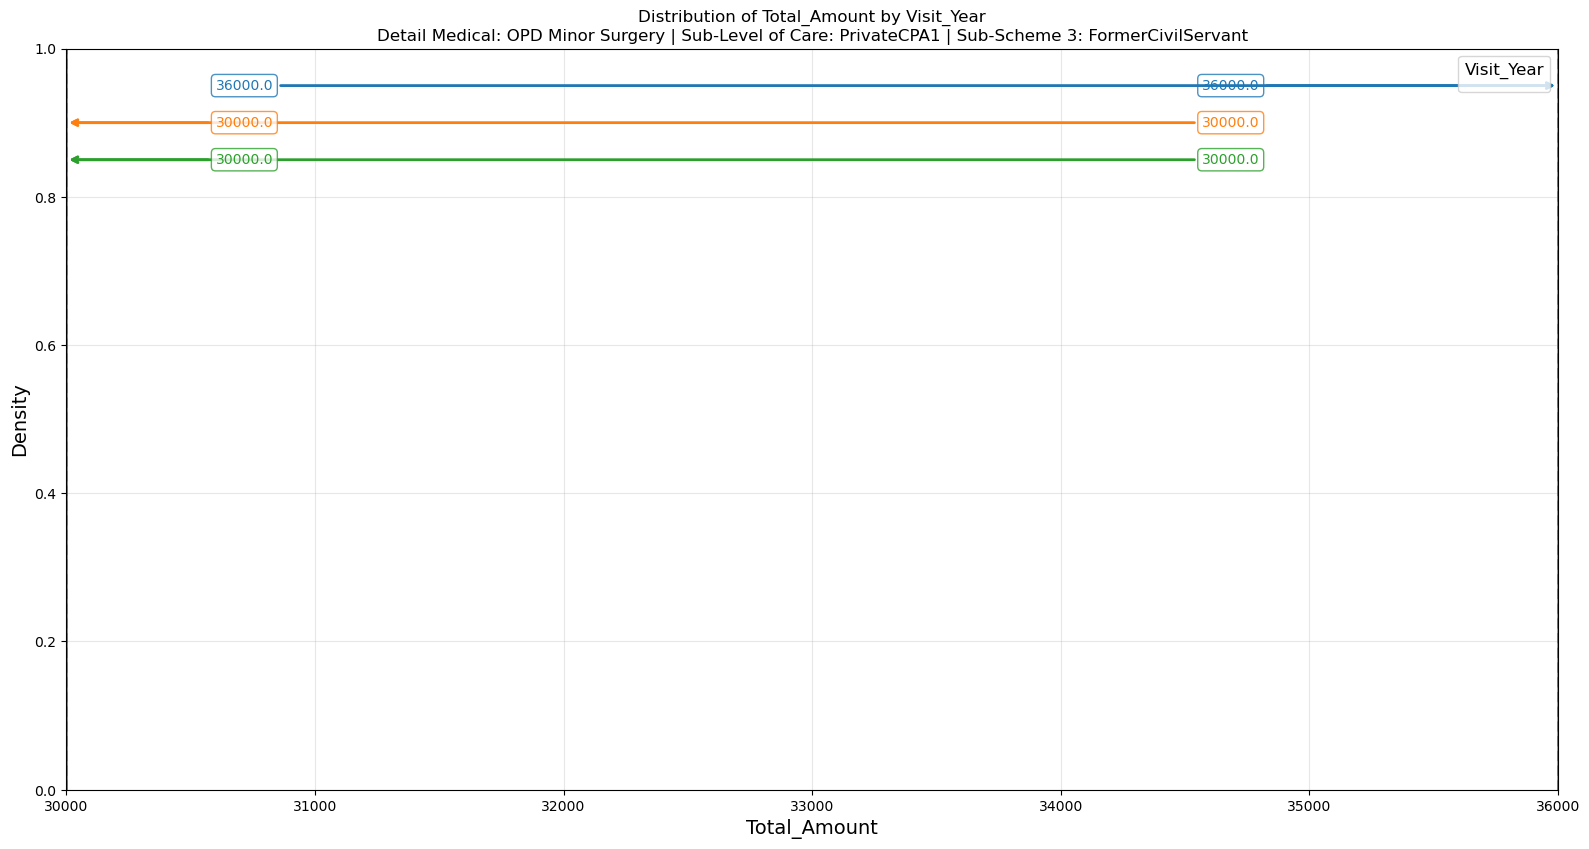 Distribution of Total_Amount by Visit_Year
Detail Medical: OPD Minor Surgery | Sub-Level of Care: PrivateCPA1 | Sub-Scheme 3: FormerCivilServant
Visit_Year
36000.0 36000.0
30000.0 30000.0
30000.0 30000.0
1.0
0.8
0.6
0.4
0.2
0.0
Density
30000 31000 32000 33000 34000 35000 36000
Total_Amount